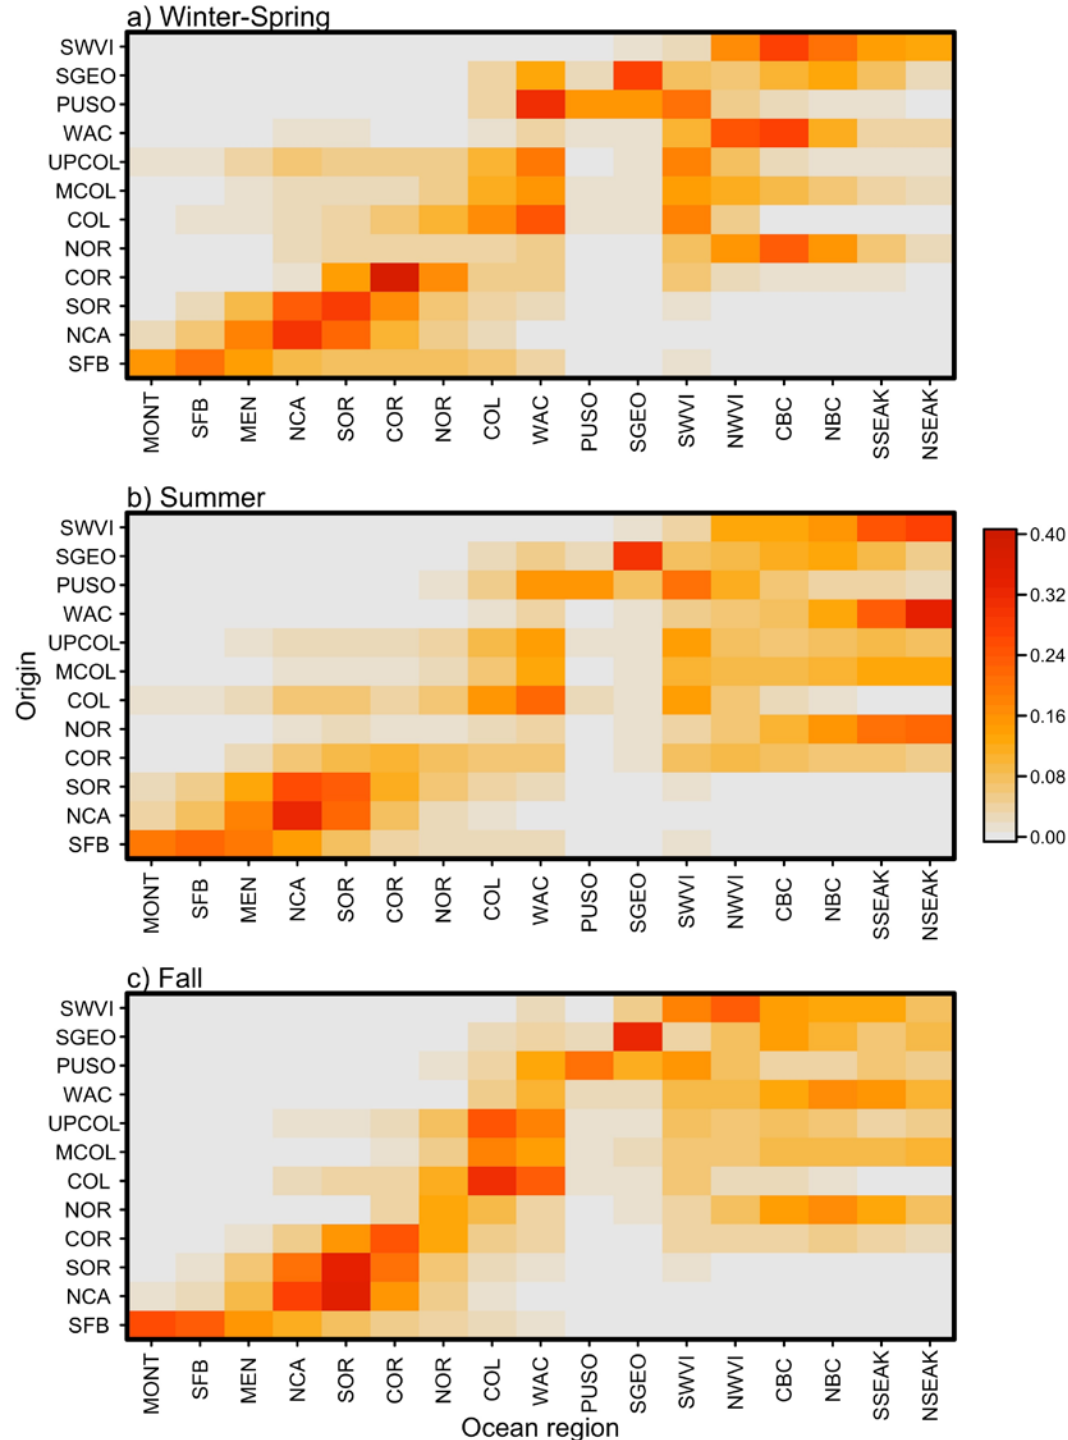 a) Winter-Spring
SWVI
SGEO
PUSO
WAC
UPCOL
MCOL
COL
NOR
COR
SOR
NCA
SFB
MONT SFB MEN NCA SOR COR NOR COL WAC PUSO SGEO SWVI NWVI CBC NBC SSEAK NSEAK
b) Summer
SWVI
SGEO
PUSO
WAC
UPCOL
MCOL
COL
NOR
COR
SOR
NCA
SFB
MONT SFB MEN NCA SOR COR NOR COL WAC PUSO SGEO SWVI NWVI CBC NBC SSEAK NSEAK
Origin
0.40
0.32
0.24
0.16
0.08
0.00
c) Fall
SWVI
SGEO
PUSO
WAC
UPCOL
MCOL
COL
NOR
COR
SOR
NCA
SFB
MONT SFB MEN NCA SOR COR NOR COL WAC PUSO SGEO SWVI NWVI CBC NBC SSEAK NSEAK
Ocean region